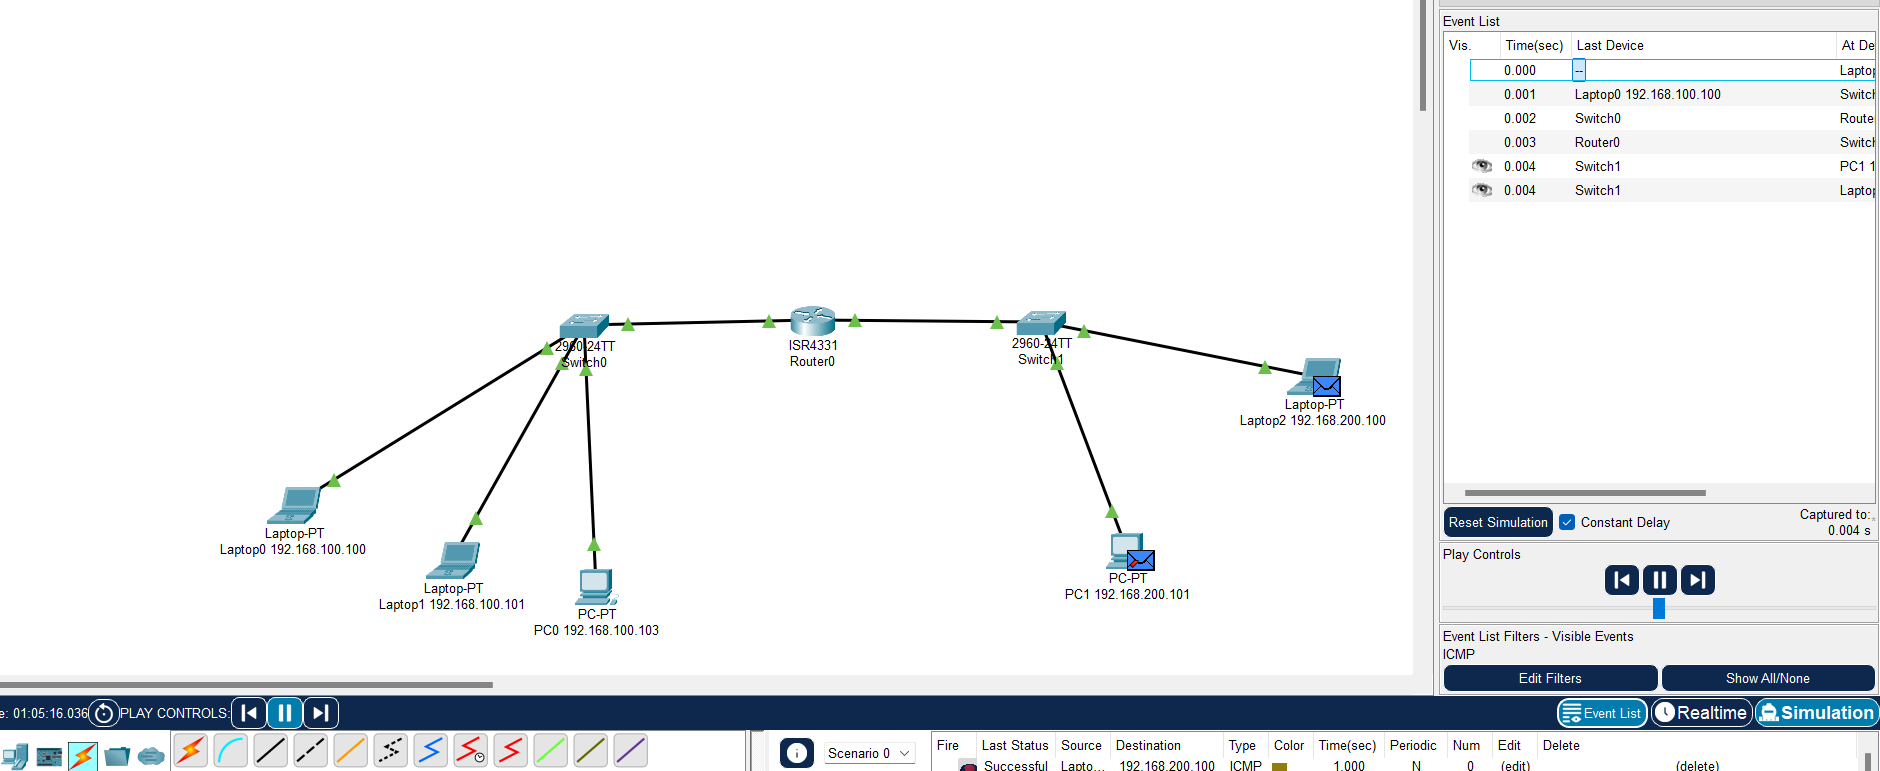 Event List
Vis. Time(sec) Last Device At De
0.000 -- Laptop
0.001 Laptop0 192.168.100.100 Switch
0.002 Switch0 Route
0.003 Router0 Switch
0.004 Switch1 PC1 1
0.004 Switch1 Laptop
2960-24TT
Switch0
ISR4331
Router0
2960-24TT
Switch1
Laptop-PT
Laptop2 192.168.200.100
Laptop-PT
Laptop0 192.168.100.100
Laptop-PT
Laptop1 192.168.100.101
PC-PT
PC0 192.168.100.103
PC-PT
PC1 192.168.200.101
Reset Simulation Constant Delay Captured to:
0.004 s
Play Controls
Event List Filters - Visible Events
ICMP
Edit Filters Show All/None
e: 01:05:16.036 PLAY CONTROLS:
Event List Realtime Simulation
Scenario 0
Fire Last Status Source Destination Type Color Time(sec) Periodic Num Edit Delete
Successful Lapto... 192.168.200.100 ICMP 1.000 N 0 (edit) (delete)